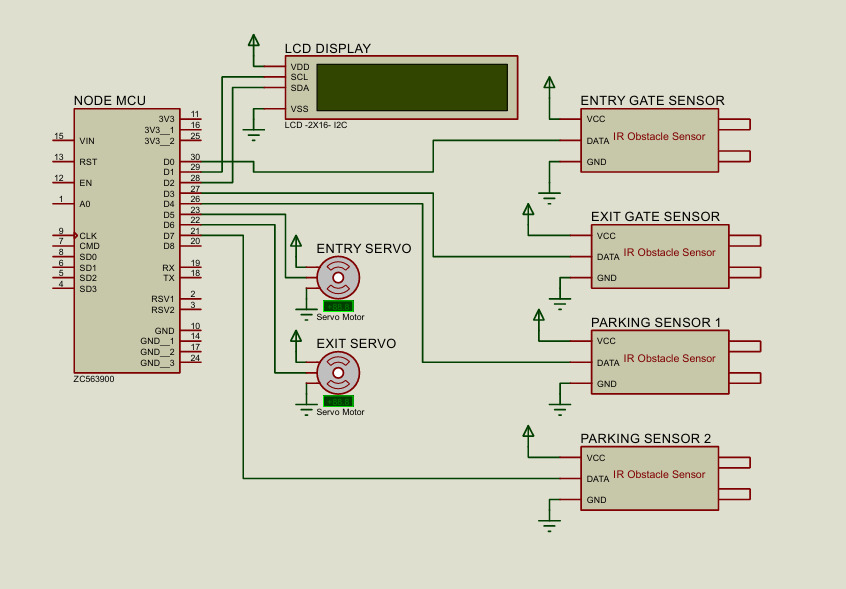 LCD DISPLAY
VDD
SCL
SDA
VSS
LCD -2X16- I2C
NODE MCU
15 VIN
13 RST
12 EN
1 A0
9 CLK
7 CMD
8 SD0
6 SD1
5 SD2
4 SD3
3V3 11
3V3__1 16
3V3__2 25
D0 30
D1 29
D2 28
D3 27
D4 26
D5 23
D6 22
D7 21
D8 20
RX 19
TX 18
RSV1 2
RSV2 3
GND 10
GND__1 14
GND__2 17
GND__3 24
ZC563900
ENTRY SERVO
Servo Motor
EXIT SERVO
Servo Motor
ENTRY GATE SENSOR
VCC
DATA IR Obstacle Sensor
GND
EXIT GATE SENSOR
VCC
DATA IR Obstacle Sensor
GND
PARKING SENSOR 1
VCC
DATA IR Obstacle Sensor
GND
PARKING SENSOR 2
VCC
DATA IR Obstacle Sensor
GND